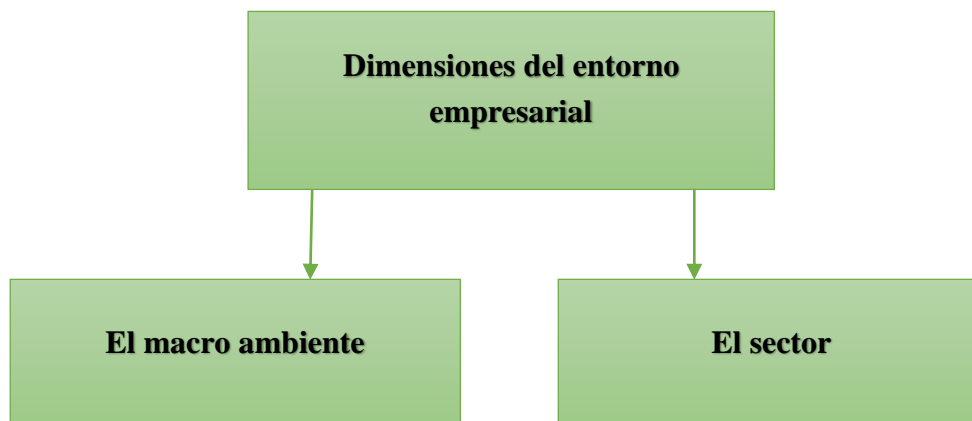 Dimensiones del entorno
empresarial
El macro ambiente
El sector